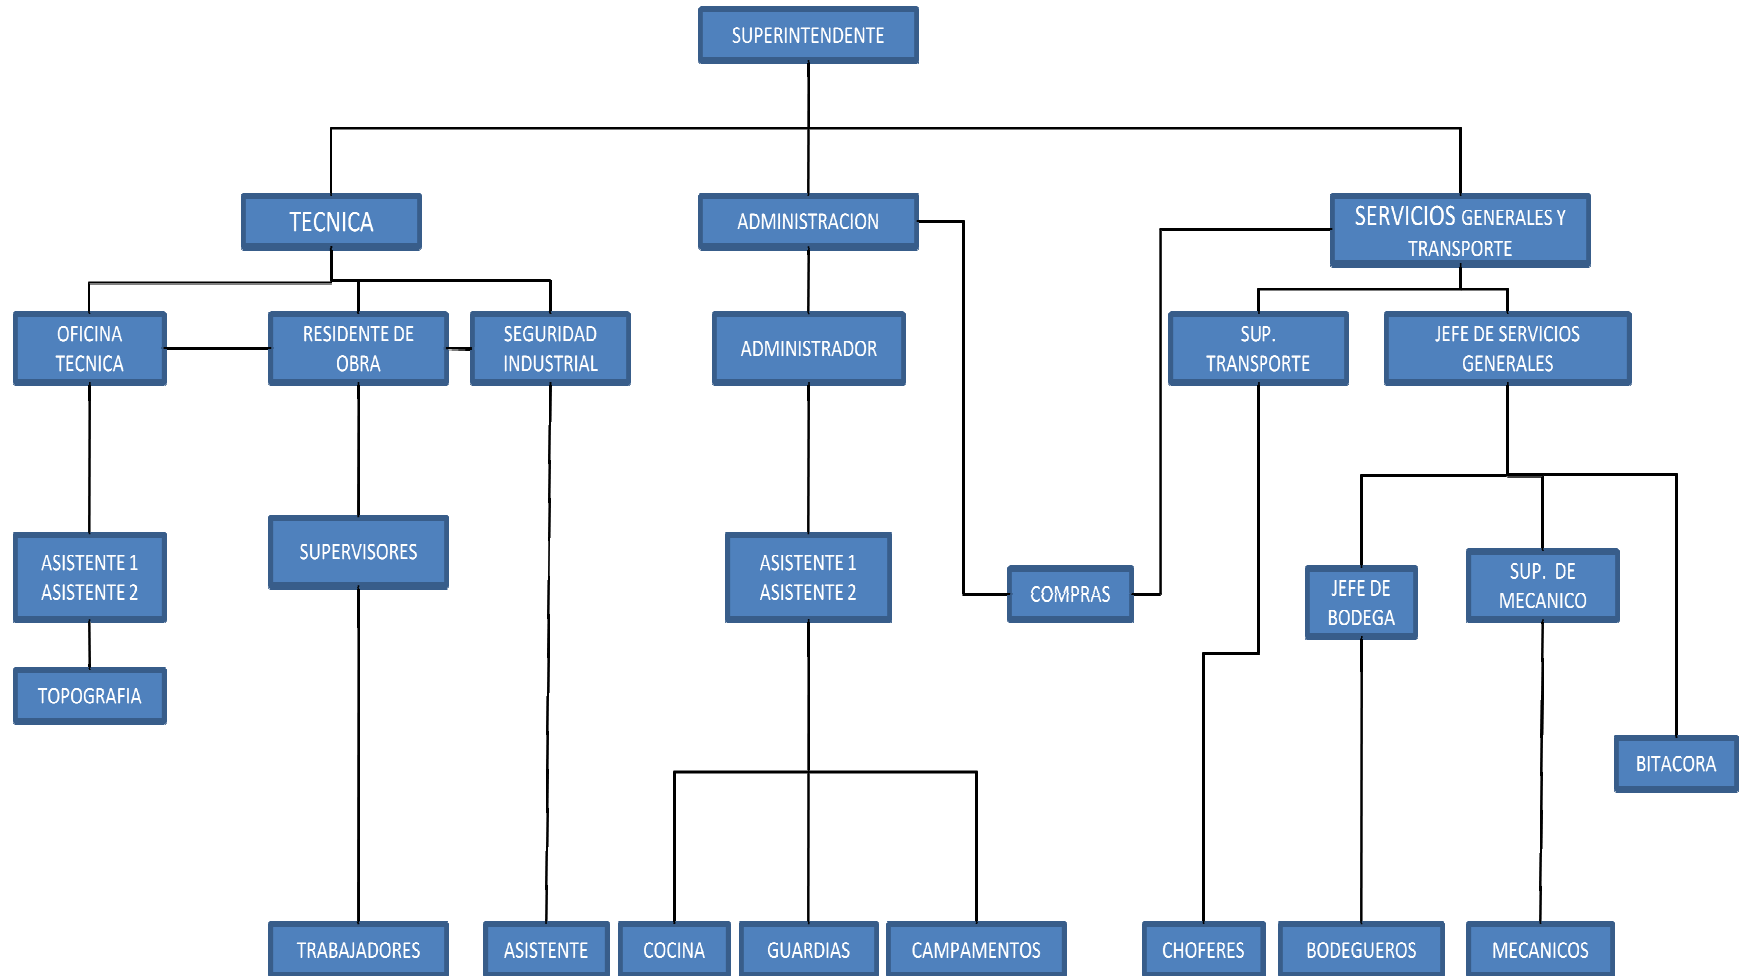 SUPERINTENDENTE
TECNICA
ADMINISTRACION
SERVICIOS GENERALES Y
TRANSPORTE
OFICINA
TECNICA
RESIDENTE DE
OBRA
SEGURIDAD
INDUSTRIAL
ADMINISTRADOR
SUP.
TRANSPORTE
JEFE DE SERVICIOS
GENERALES
ASISTENTE 1
ASISTENTE 2
SUPERVISORES
ASISTENTE 1
ASISTENTE 2
COMPRAS
JEFE DE
BODEGA
SUP. DE
MECANICO
TOPOGRAFIA
BITACORA
TRABAJADORES
ASISTENTE
COCINA
GUARDIAS
CAMPAMENTOS
CHOFERES
BODEGUEROS
MECANICOS